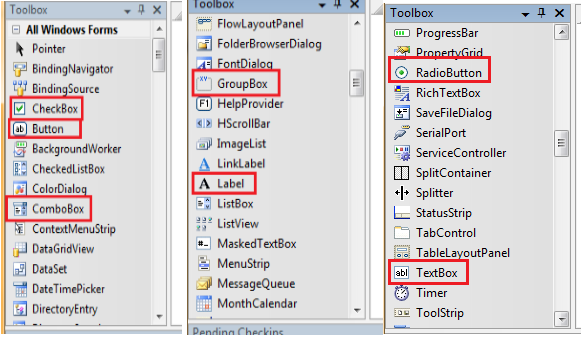 Toolbox
All Windows Forms
Pointer
BindingNavigator
BindingSource
CheckBox
Button
BackgroundWorker
CheckedListBox
ColorDialog
ComboBox
ContextMenuStrip
DataGridView
DataSet
DateTimePicker
DirectoryEntry
Toolbox
FlowLayoutPanel
FolderBrowserDialog
FontDialog
GroupBox
HelpProvider
HScrollBar
ImageList
LinkLabel
Label
ListBox
ListView
MaskedTextBox
MenuStrip
MessageQueue
MonthCalendar
Pending Checkins
Toolbox
ProgressBar
PropertyGrid
RadioButton
RichTextBox
SaveFileDialog
SerialPort
ServiceController
SplitContainer
Splitter
StatusStrip
TabControl
TableLayoutPanel
TextBox
Timer
ToolStrip